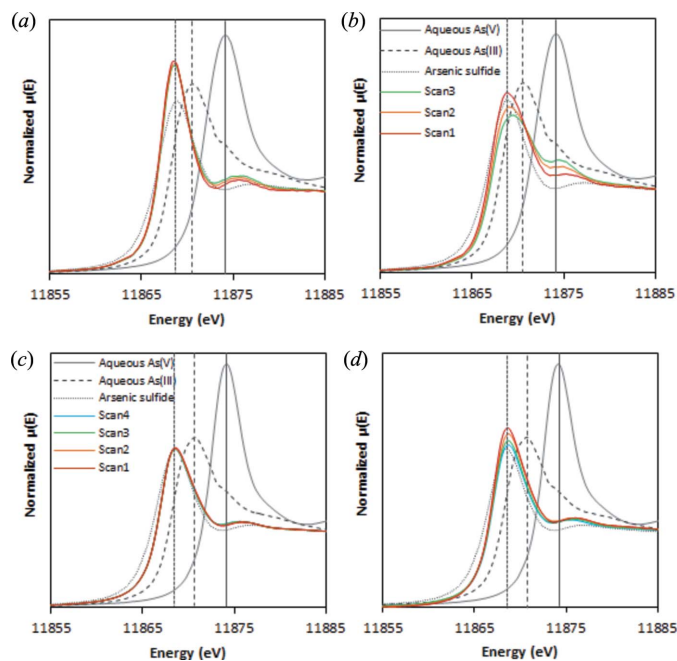 (a)
Normalized μ(E)
11855 11865 11875 11885
Energy (eV)
(b)
Aqueous As(V)
Aqueous As(III)
Arsenic sulfide
Scan3
Scan2
Scan1
Normalized μ(E)
11855 11865 11875 11885
Energy (eV)
(c)
Aqueous As(V)
Aqueous As(III)
Arsenic sulfide
Scan4
Scan3
Scan2
Scan1
Normalized μ(E)
11855 11865 11875 11885
Energy (eV)
(d)
Normalized μ(E)
11855 11865 11875 11885
Energy (eV)